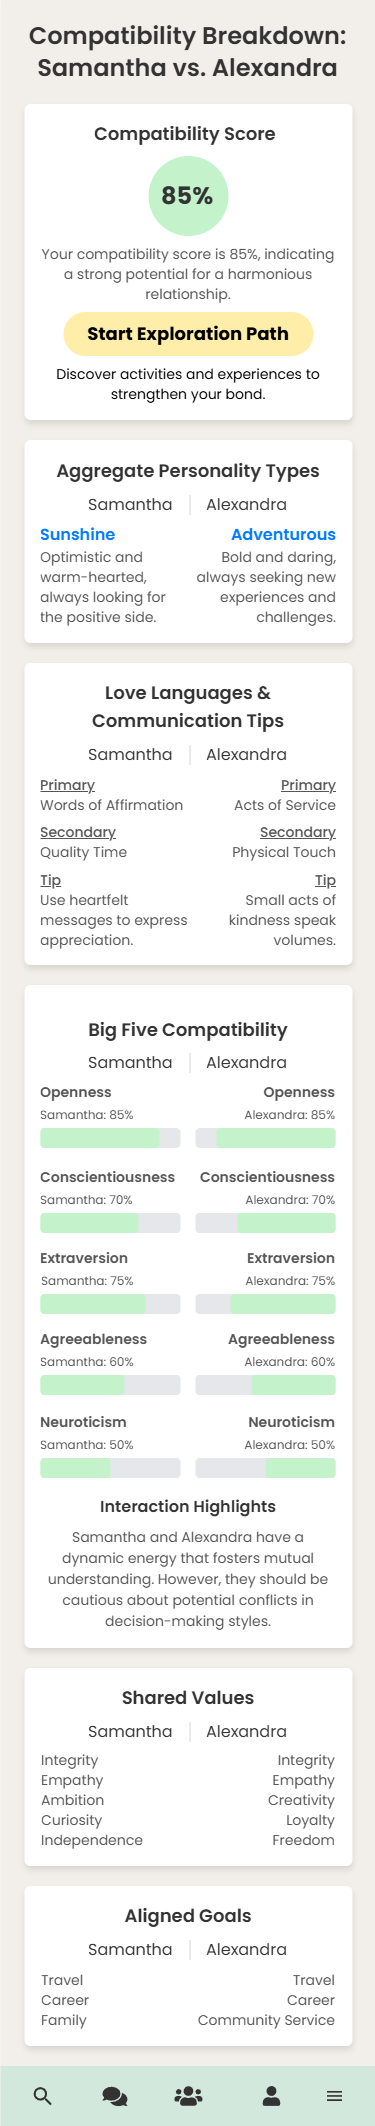 Compatibility Breakdown:
Samantha vs. Alexandra
Compatibility Score
85%
Your compatibility score is 85%, indicating
a strong potential for a harmonious
relationship.
Start Exploration Path
Discover activities and experiences to
strengthen your bond.
Aggregate Personality Types
Samantha Alexandra
Sunshine Adventurous
Optimistic and Bold and daring,
warm-hearted, always seeking new
always looking for experiences and
the positive side. challenges.
Love Languages &
Communication Tips
Samantha Alexandra
Primary Primary
Words of Affirmation Acts of Service
Secondary Secondary
Quality Time Physical Touch
Tip Tip
Use heartfelt Small acts of
messages to express kindness speak
appreciation. volumes.
Big Five Compatibility
Samantha Alexandra
Openness Openness
Samantha: 85% Alexandra: 85%
Conscientiousness Conscientiousness
Samantha: 70% Alexandra: 70%
Extraversion Extraversion
Samantha: 75% Alexandra: 75%
Agreeableness Agreeableness
Samantha: 60% Alexandra: 60%
Neuroticism Neuroticism
Samantha: 50% Alexandra: 50%
Interaction Highlights
Samantha and Alexandra have a
dynamic energy that fosters mutual
understanding. However, they should be
cautious about potential conflicts in
decision-making styles.
Shared Values
Samantha Alexandra
Integrity Integrity
Empathy Empathy
Ambition Creativity
Curiosity Loyalty
Independence Freedom
Aligned Goals
Samantha Alexandra
Travel Travel
Career Career
Family Community Service